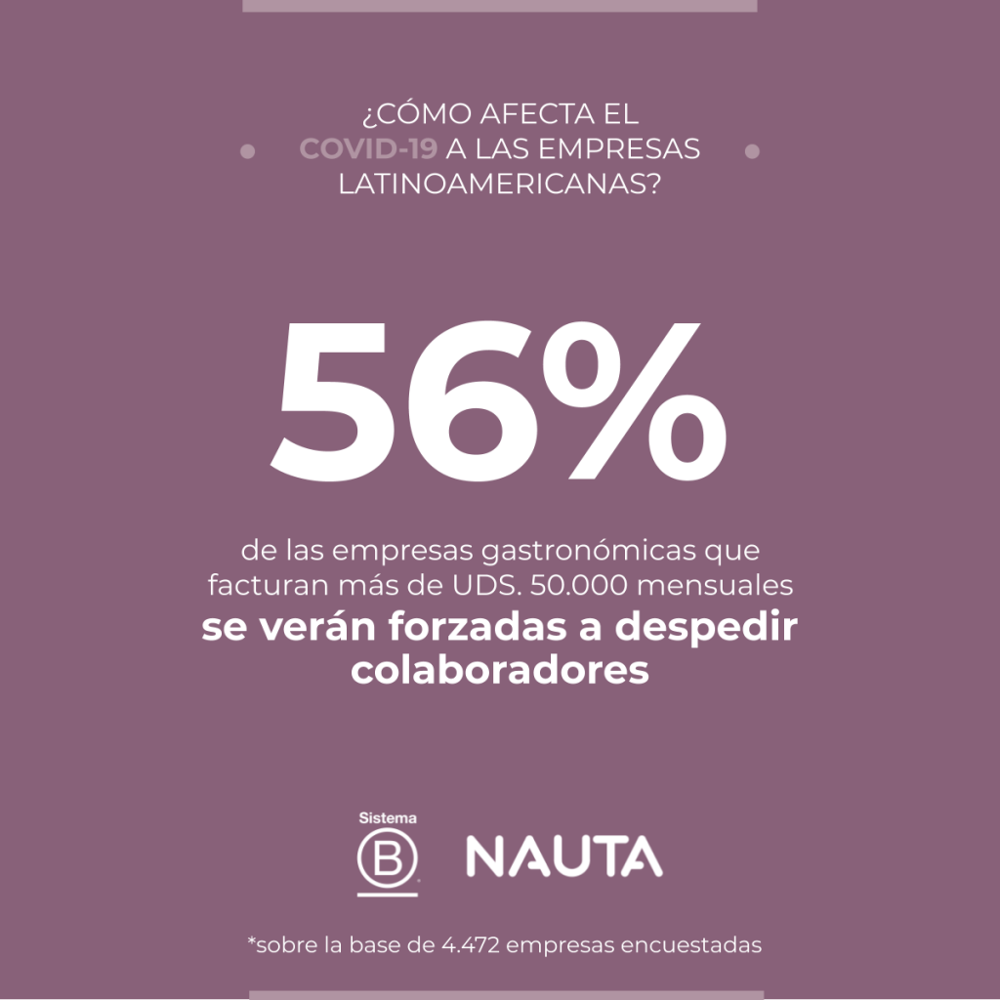 ¿CÓMO AFECTA EL
COVID-19 A LAS EMPRESAS
LATINOAMERICANAS?
56%
de las empresas gastronómicas que
facturan más de UDS. 50.000 mensuales
se verán forzadas a despedir
colaboradores
Sistema
B
NAUTA
*sobre la base de 4.472 empresas encuestadas